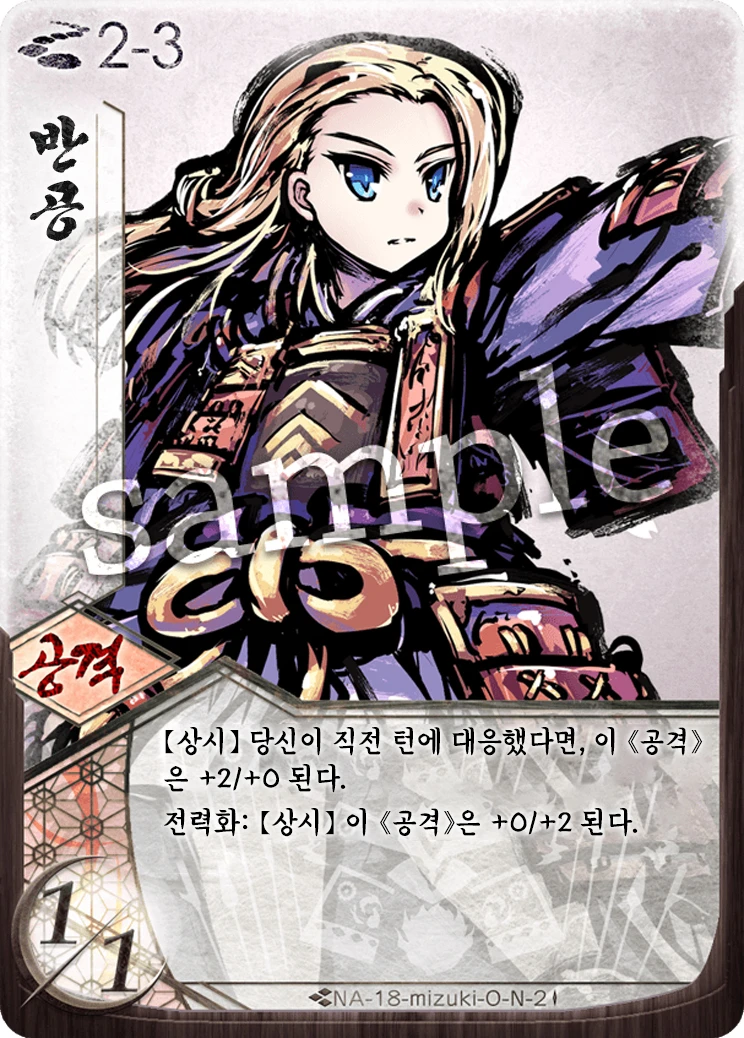 2-3
반공
sample
공격
【상시】 당신이 직전 턴에 대응했다면, 이 《공격》
은 +2/+0 된다.
전력화: 【상시】 이 《공격》은 +0/+2 된다.
1/1
NA-18-mizuki-O-N-2